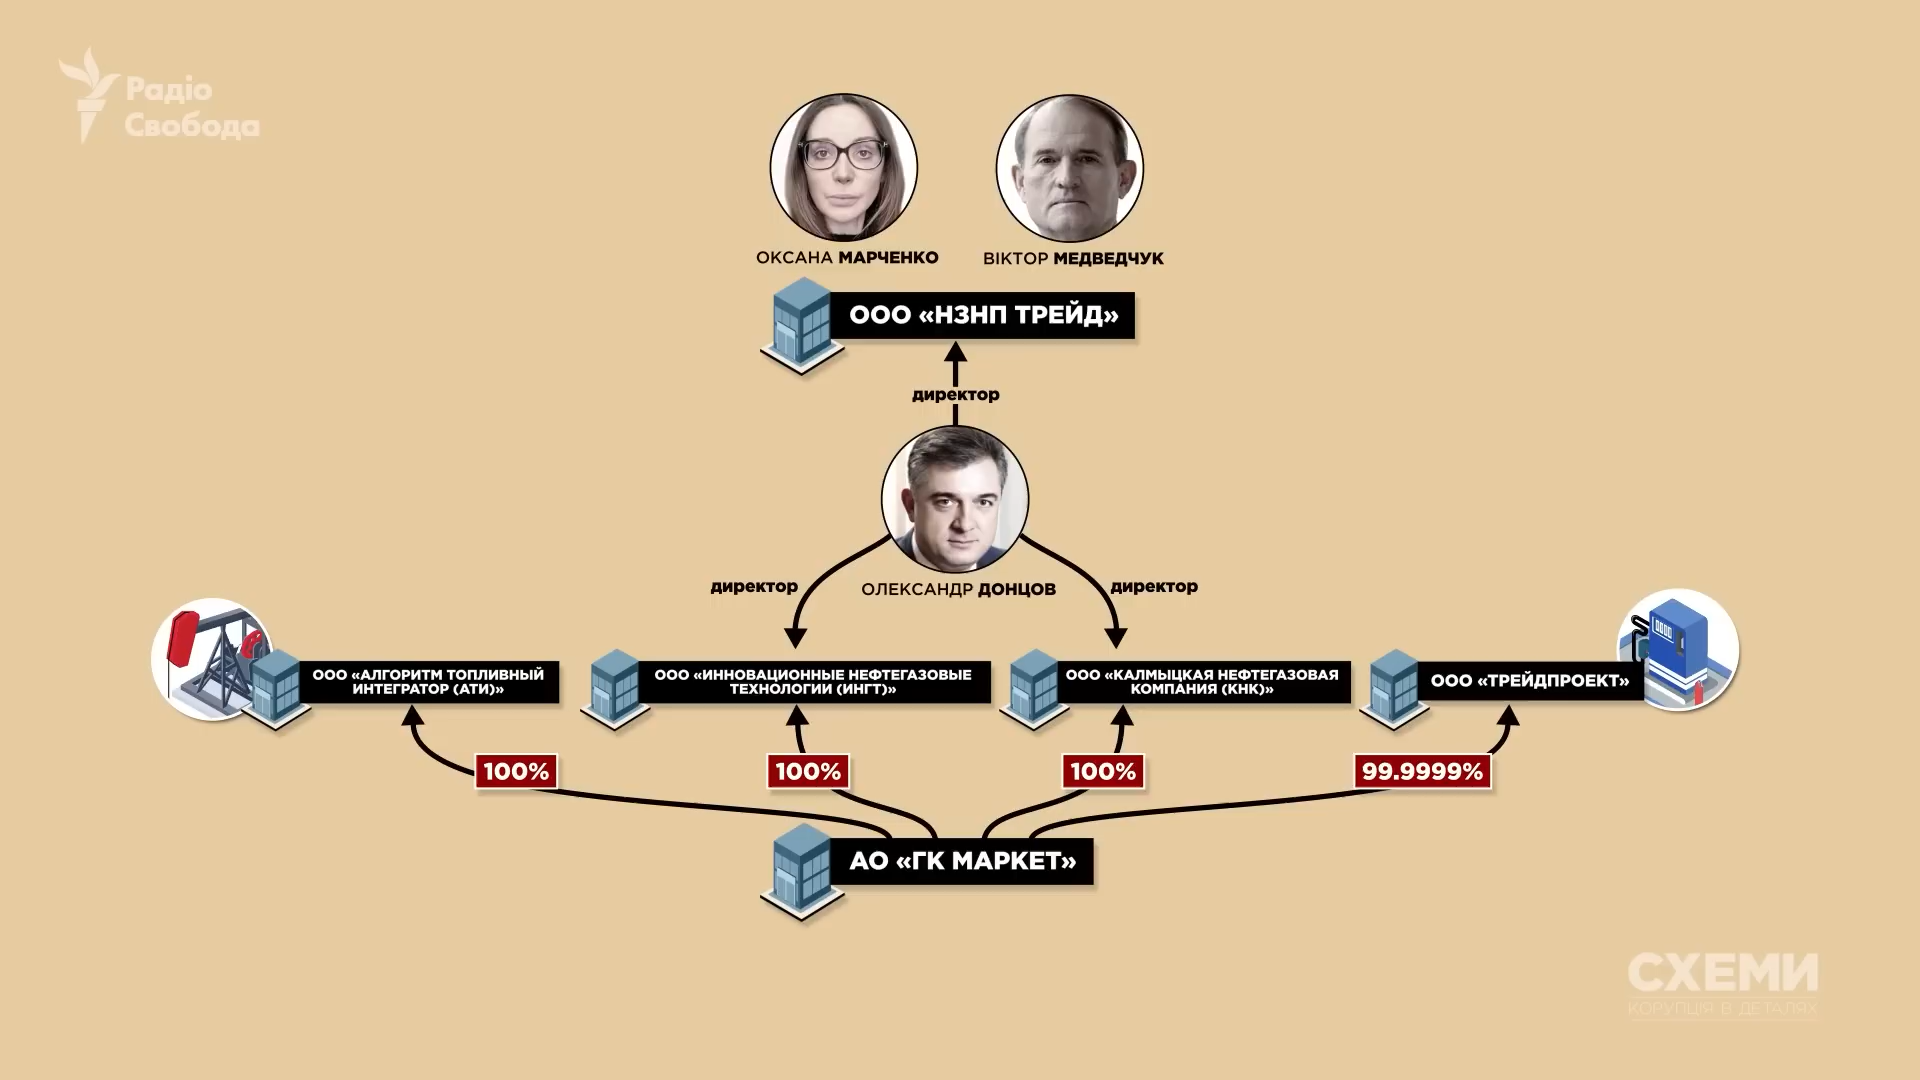 Радіо
Свобода
ОКСАНА МАРЧЕНКО
ВІКТОР МЕДВЕДЧУК
ООО «НЗНП ТРЕЙД»
директор
директор
ОЛЕКСАНДР ДОНЦОВ
директор
ООО «АЛГОРИТМ ТОПЛИВНЫЙ
ИНТЕГРАТОР (АТИ)»
ООО «ИННОВАЦИОННЫЕ НЕФТЕГАЗОВЫЕ
ТЕХНОЛОГИИ (ИНГТ)»
ООО «КАЛМЫЦКАЯ НЕФТЕГАЗОВАЯ
КОМПАНИЯ (КНК)»
ООО «ТРЕЙДПРОЕКТ»
100%
100%
100%
99.9999%
АО «ГК МАРКЕТ»
СХЕМИ
КОРУПЦІЯ В ДЕТАЛЯХ